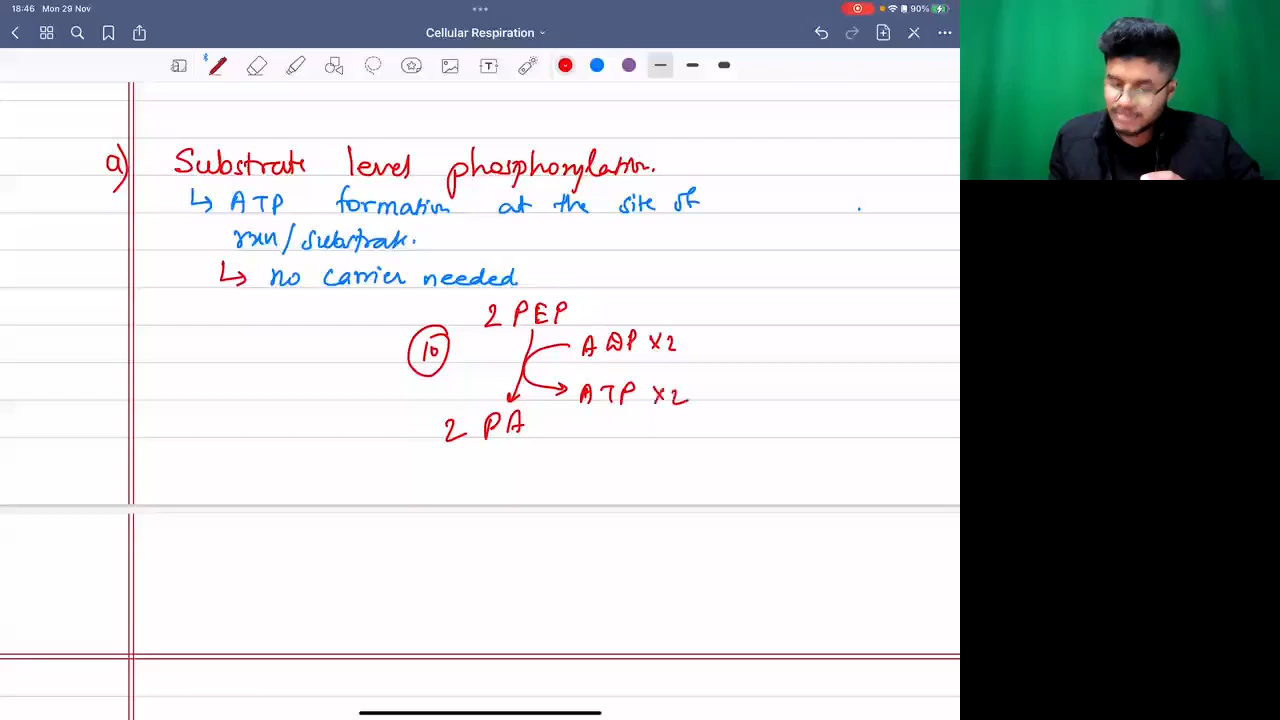 18:46 Mon 29 Nov
90%
Cellular Respiration
T
a) Substrate level phosphorylation.
↳ ATP formation at the site of
rxn/substrate.
↳ no carrier needed
2 PEP
10
ADP x2
ATP x2
2 PA